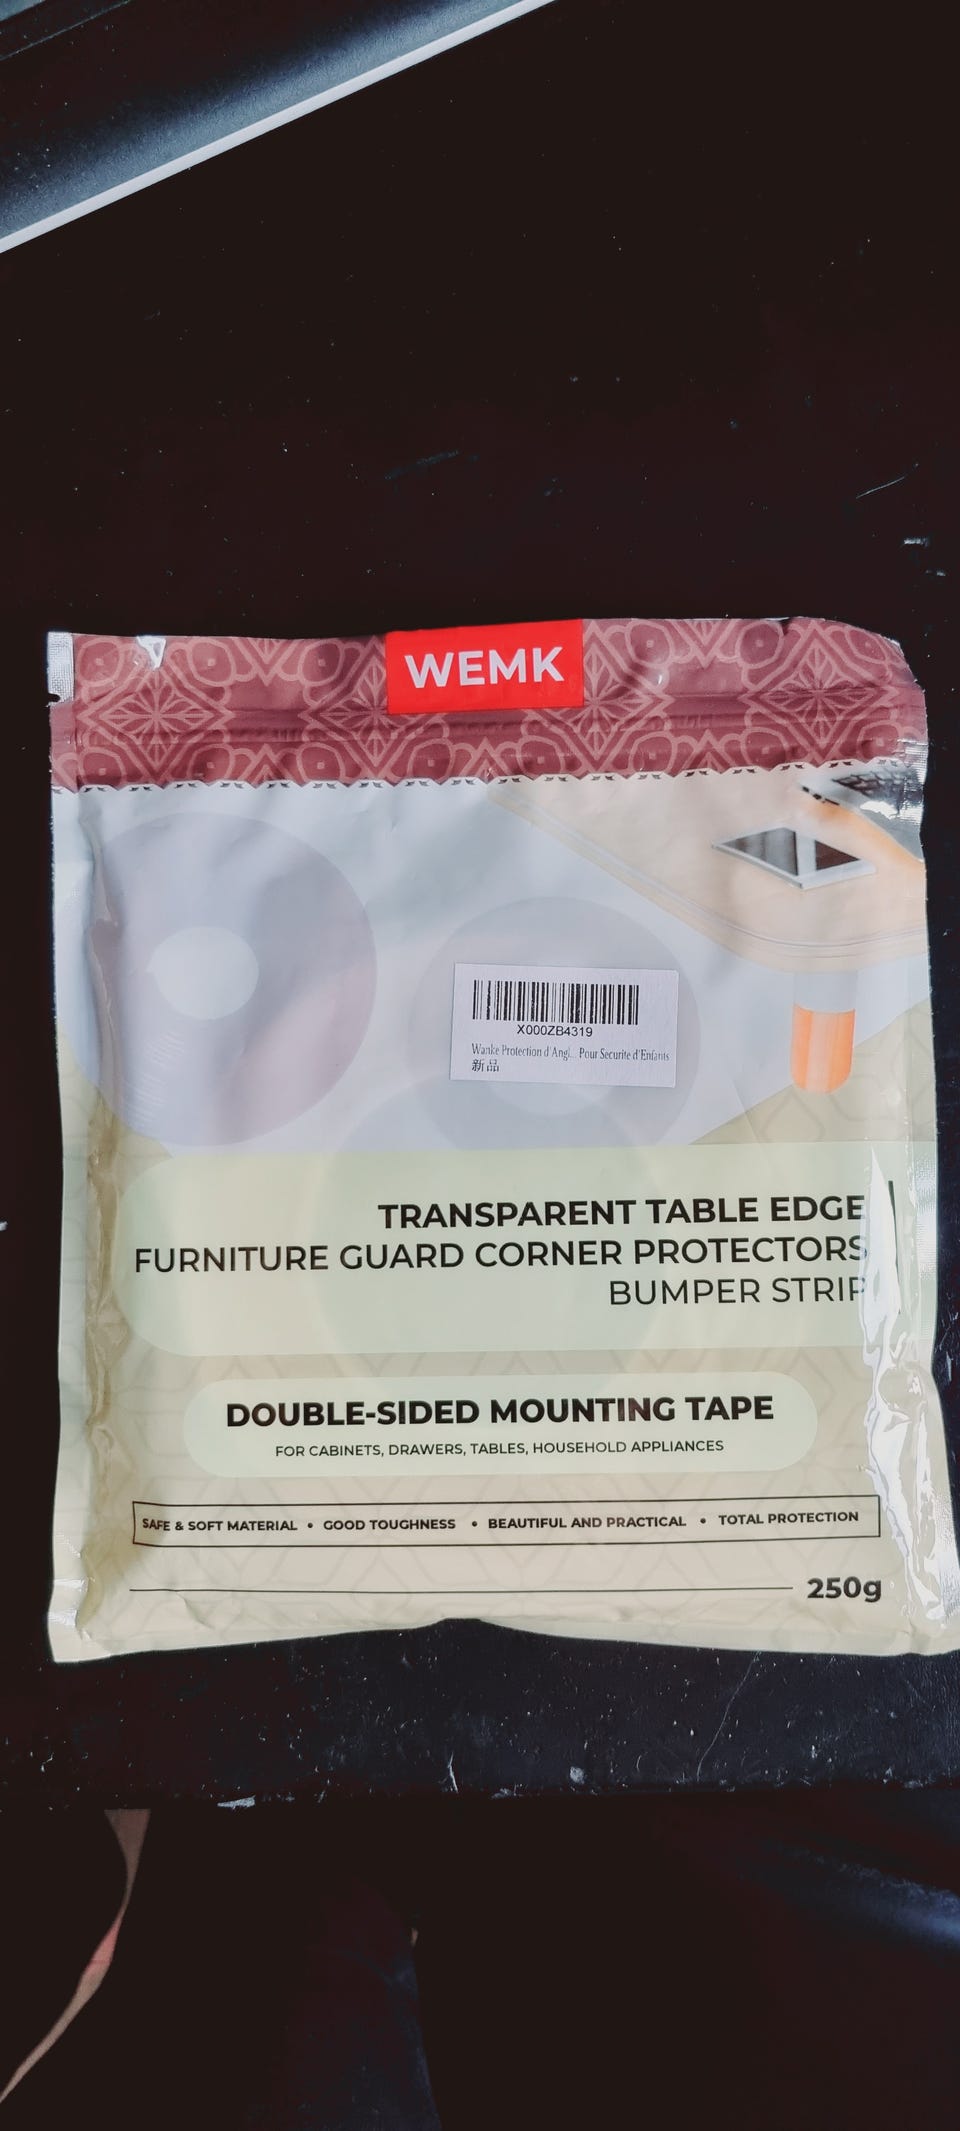 WEMK
X000ZB4319
Wanke Protection d'Angl... Pour Securite d'Enfants
新品
TRANSPARENT TABLE EDGE
FURNITURE GUARD CORNER PROTECTORS
BUMPER STRIP
DOUBLE-SIDED MOUNTING TAPE
FOR CABINETS, DRAWERS, TABLES, HOUSEHOLD APPLIANCES
SAFE & SOFT MATERIAL • GOOD TOUGHNESS • BEAUTIFUL AND PRACTICAL • TOTAL PROTECTION
250g